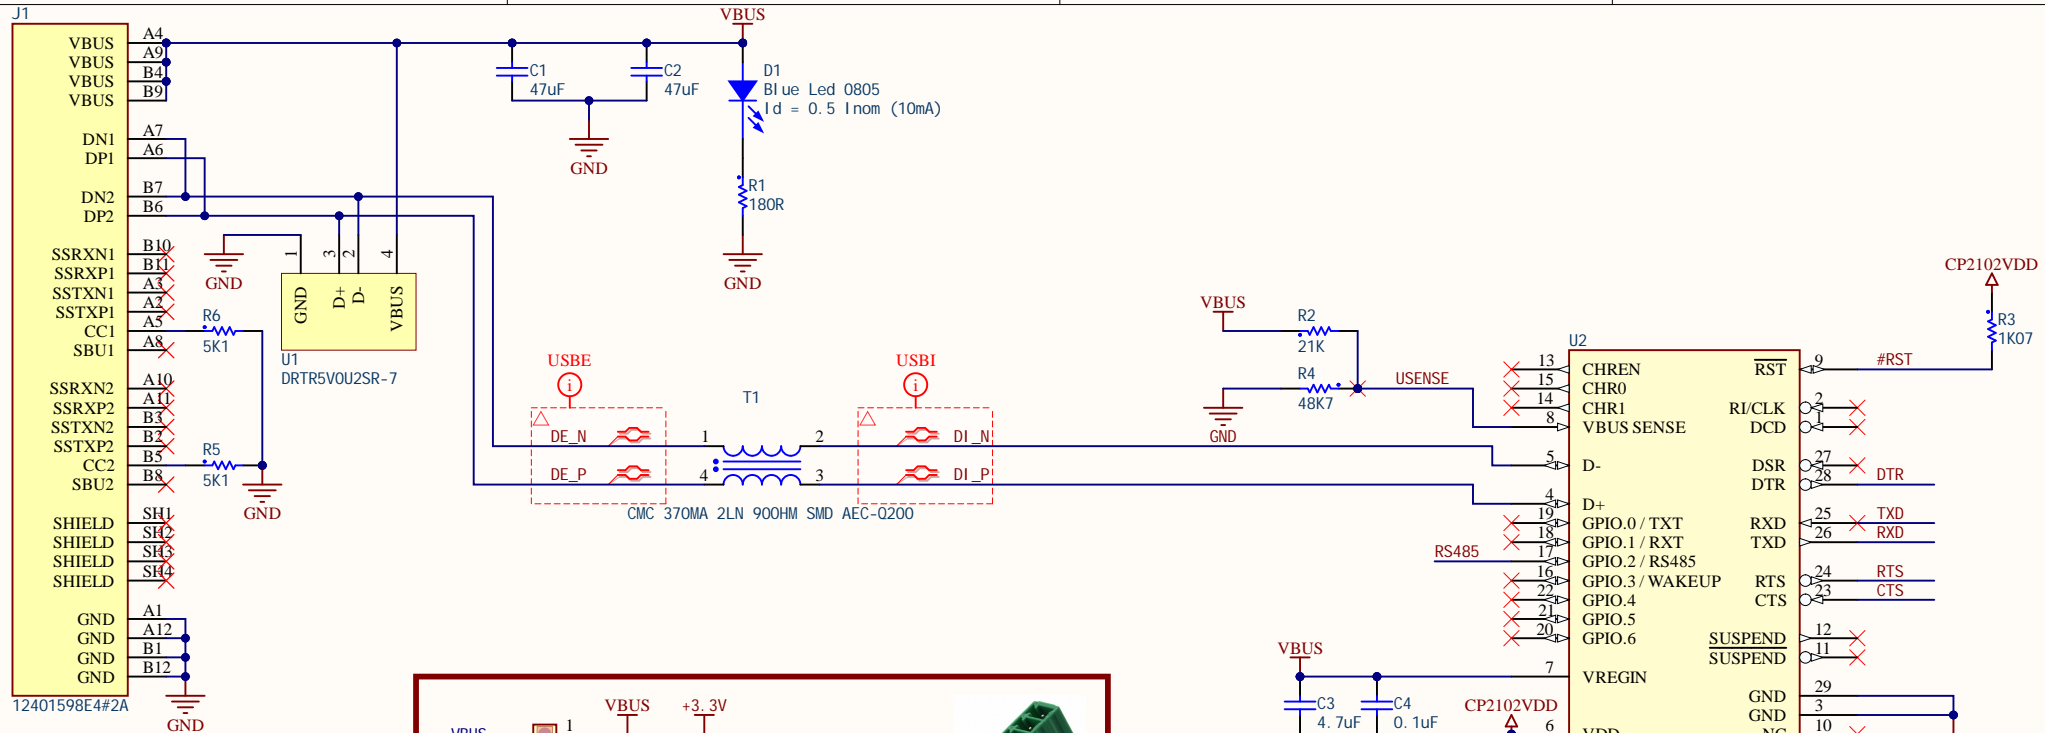 J1
VBUS A4
VBUS A9
VBUS B4
VBUS B9
DN1 A7
DP1 A6
DN2 B7
DP2 B6
SSRXN1 B10
SSRXP1 B11
SSTXN1 A3
SSTXP1 A2
CC1 A5
SBU1 A8
SSRXN2 A10
SSRXP2 A11
SSTXN2 B3
SSTXP2 B2
CC2 B5
SBU2 B8
SHIELD SH1
SHIELD SH2
SHIELD SH3
SHIELD SH4
GND A1
GND A12
GND B1
GND B12
12401598E4#2A
GND
R6
5K1
R5
5K1
GND
GND
1 3 2 4
GND D+ D- VBUS
U1
DRTR5V0U2SR-7
C1
47uF
C2
47uF
GND
VBUS
D1
Blue Led 0805
Id = 0.5 Inom (10mA)
R1
180R
GND
USBE
i
DE_N
DE_P
T1
1 2
4 3
USBI
i
DI_N
DI_P
CMC 370MA 2LN 90OHM SMD AEC-Q200
VBUS
R2
21K
R4
48K7
GND
USENSE
CP2102VDD
R3
1K07
#RST
U2
13 CHREN
15 CHR0
14 CHR1
8 VBUS SENSE
5 D-
4 D+
19 GPIO.0 / TXT
18 GPIO.1 / RXT
RS485 17 GPIO.2 / RS485
16 GPIO.3 / WAKEUP
22 GPIO.4
21 GPIO.5
20 GPIO.6
7 VREGIN
6 VDD
RST 9
RI/CLK 2
DCD 1
DSR 27
DTR 28 DTR
RXD 25 TXD
TXD 26 RXD
RTS 24 RTS
CTS 23 CTS
SUSPEND 12
SUSPEND 11
GND 29
GND 3
NC 10
VBUS
C3
4.7uF
C4
0.1uF
CP2102VDD
VBUS
+3.3V
VBUS
1